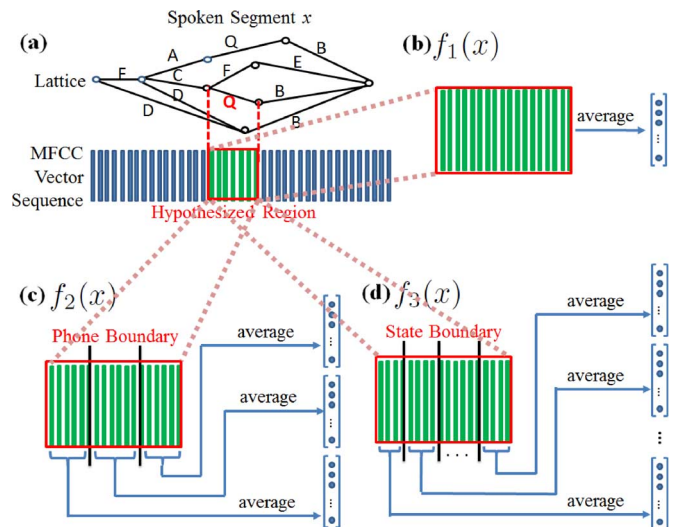 Spoken Segment x
(a)
Lattice
F
A
Q
B
C
F
E
D
Q
B
D
B
MFCC
Vector
Sequence
Hypothesized Region
(b) f1(x)
average
(c) f2(x)
Phone Boundary
average
average
average
(d) f3(x)
State Boundary
average
average
...
average